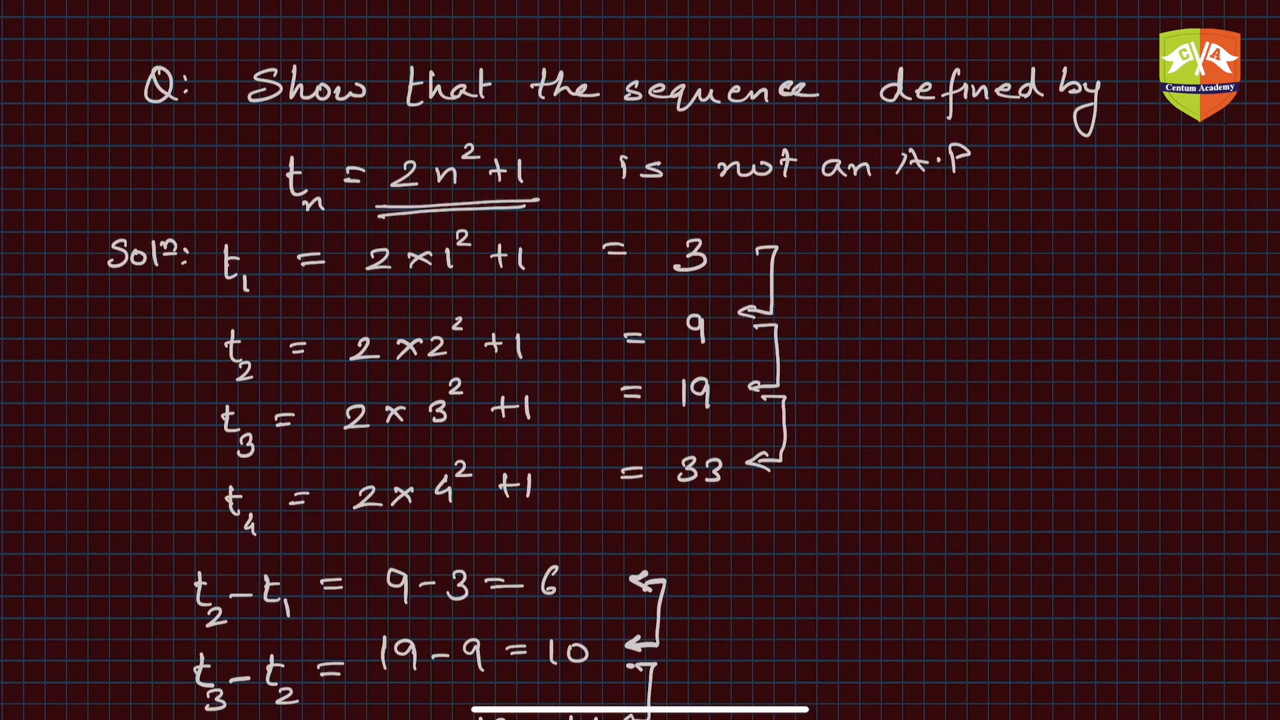 Q: Show that the sequence defined by
tₙ = 2n²+1 is not an A.P
Solⁿ: t₁ = 2×1²+1 = 3
t₂ = 2×2²+1 = 9
t₃ = 2×3²+1 = 19
t₄ = 2×4²+1 = 33
t₂-t₁ = 9-3=6
t₃-t₂ = 19-9=10
C A
Centum Academy